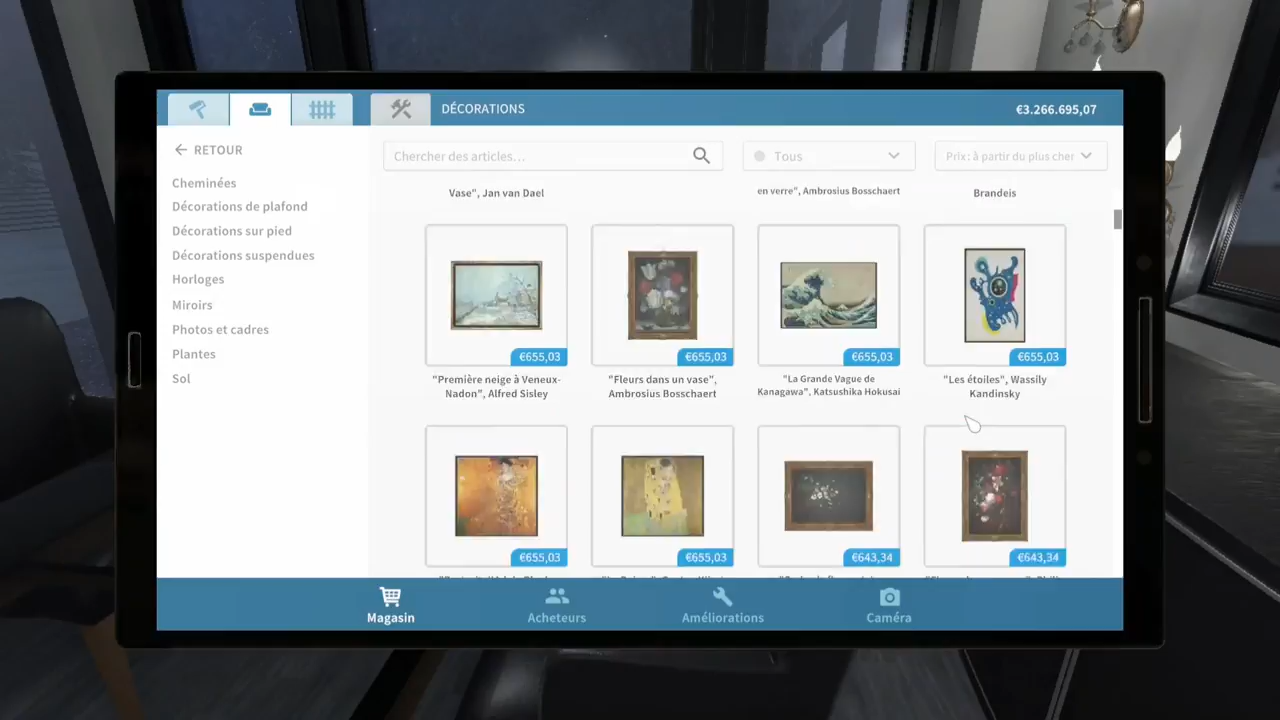 DÉCORATIONS
€3.266.695,07
RETOUR
Chercher des articles...
Tous
Prix : à partir du plus cher
Cheminées
Décorations de plafond
Décorations sur pied
Décorations suspendues
Horloges
Miroirs
Photos et cadres
Plantes
Sol
Vase", Jan van Dael
en verre", Ambrosius Bosschaert
Brandeis
€655,03
€655,03
€655,03
€655,03
"Première neige à Veneux-
Nadon", Alfred Sisley
"Fleurs dans un vase",
Ambrosius Bosschaert
"La Grande Vague de
Kanagawa", Katsushika Hokusai
"Les étoiles", Wassily
Kandinsky
€655,03
€655,03
€643,34
€643,34
Magasin
Acheteurs
Améliorations
Caméra